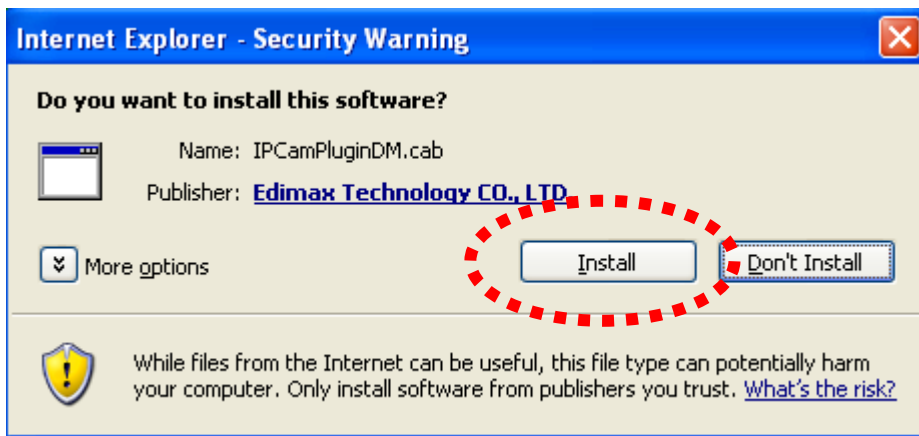 Internet Explorer - Security Warning
Do you want to install this software?
Name: IPCamPluginDM.cab
Publisher: Edimax Technology CO., LTD
More options
Install
Don't Install
While files from the Internet can be useful, this file type can potentially harm
your computer. Only install software from publishers you trust. What's the risk?